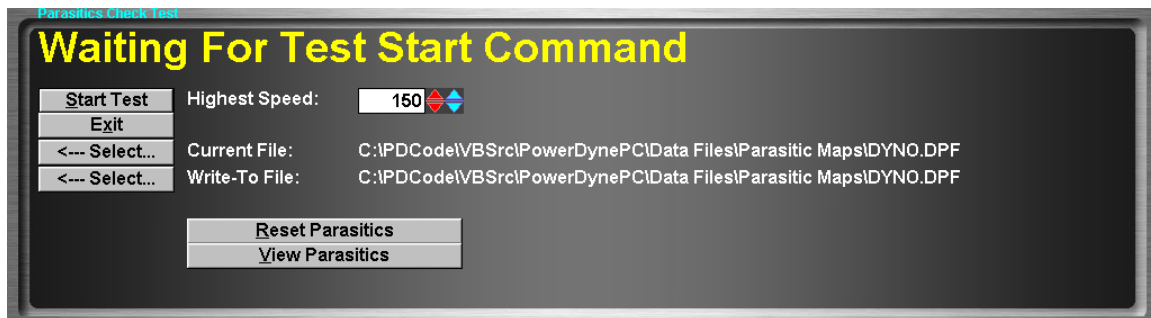 Parasitics Check Test
Waiting For Test Start Command
Start Test Highest Speed: 150
Exit
<--- Select... Current File: C:\PDCode\VBSrc\PowerDynePC\Data Files\Parasitic Maps\DYNO.DPF
<--- Select... Write-To File: C:\PDCode\VBSrc\PowerDynePC\Data Files\Parasitic Maps\DYNO.DPF
Reset Parasitics
View Parasitics